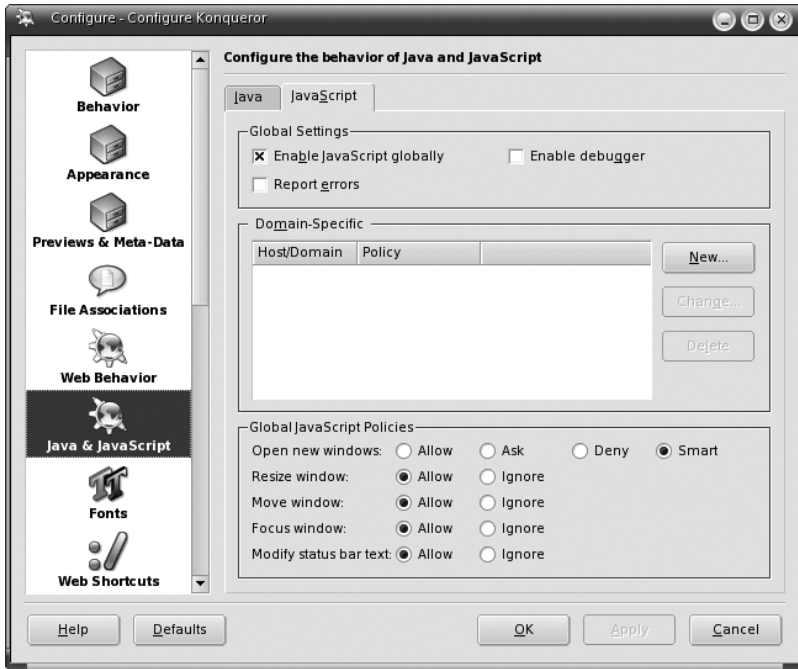 Configure - Configure Konqueror
Behavior
Appearance
Previews & Meta-Data
File Associations
Web Behavior
Java & JavaScript
Fonts
Web Shortcuts
Configure the behavior of Java and JavaScript
Java JavaScript
Global Settings
Enable JavaScript globally Enable debugger
Report errors
Domain-Specific
Host/Domain Policy
New...
Change...
Delete
Global JavaScript Policies
Open new windows: Allow Ask Deny Smart
Resize window: Allow Ignore
Move window: Allow Ignore
Focus window: Allow Ignore
Modify status bar text: Allow Ignore
Help Defaults OK Apply Cancel